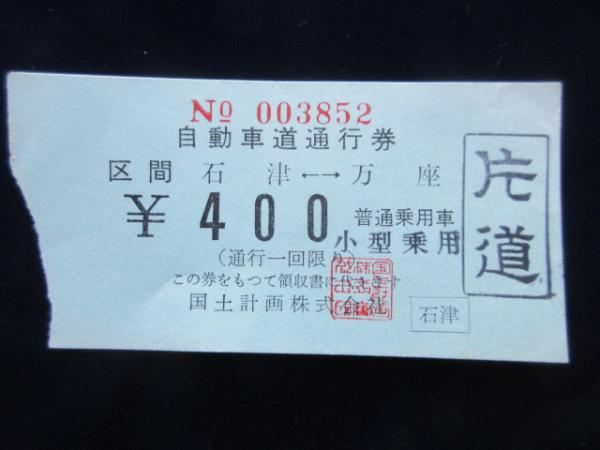 No 003852
自動車道通行券
区間 石津←→万座
¥400 普通乗用車
小型乗用
片道
(通行一回限り)
この券をもつて領収書に代えます
国土計画株式会社
石津